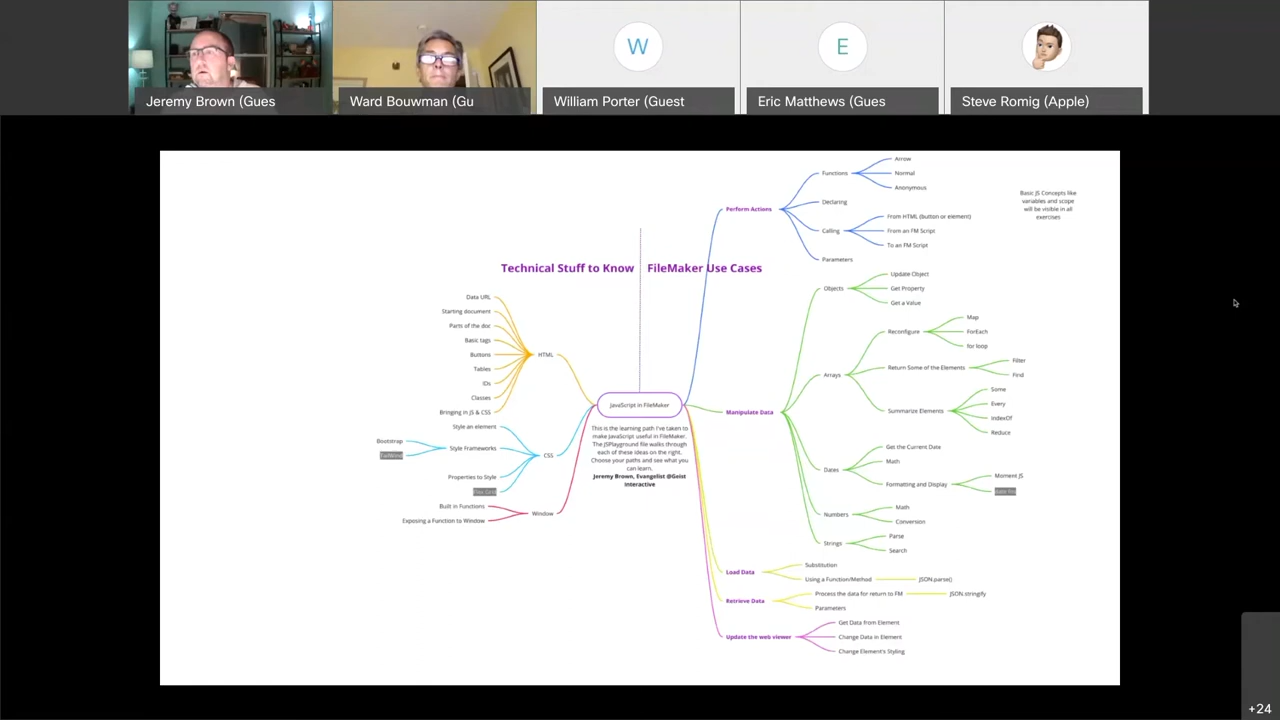 W
E
Jeremy Brown (Gues
Ward Bouwman (Gu
William Porter (Guest
Eric Matthews (Gues
Steve Romig (Apple)
Technical Stuff to Know
FileMaker Use Cases
Data URL
Starting document
Parts of the doc
Basic tags
Buttons
Tables
IDs
Classes
Bringing in JS & CSS
HTML
Style an element
Bootstrap
TailWind
Style Frameworks
CSS
Properties to Style
Flex Grid
Built in Functions
Exposing a Function to Window
Window
JavaScript in FileMaker
This is the learning path I've taken to
make JavaScript useful in FileMaker.
The JSPlayground file walks through
each of these ideas on the right.
Choose your paths and see what you
can learn.
Jeremy Brown, Evangelist @Geist
Interactive
Perform Actions
Functions
Arrow
Normal
Anonymous
Declaring
Calling
From HTML (button or element)
From an FM Script
To an FM Script
Parameters
Basic JS Concepts like
variables and scope
will be visible in all
exercises
Manipulate Data
Objects
Update Object
Get Property
Get a Value
Arrays
Reconfigure
Map
ForEach
for loop
Return Some of the Elements
Filter
Find
Summarize Elements
Some
Every
IndexOf
Reduce
Dates
Get the Current Date
Math
Formatting and Display
Moment JS
Numbers
Math
Conversion
Strings
Parse
Search
Load Data
Substitution
Using a Function/Method
JSON.parse()
Retrieve Data
Process the data for return to FM
JSON.stringify
Parameters
Update the web viewer
Get Data from Element
Change Data in Element
Change Element's Styling
+24